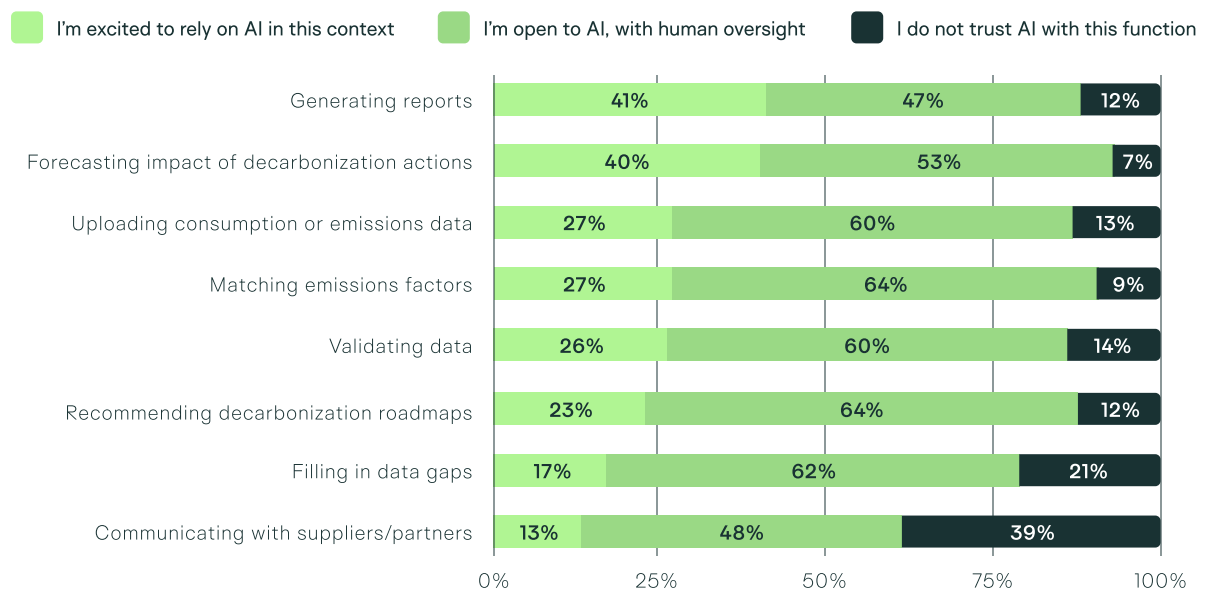 I’m excited to rely on AI in this context I’m open to AI, with human oversight I do not trust AI with this function
Generating reports 41% 47% 12%
Forecasting impact of decarbonization actions 40% 53% 7%
Uploading consumption or emissions data 27% 60% 13%
Matching emissions factors 27% 64% 9%
Validating data 26% 60% 14%
Recommending decarbonization roadmaps 23% 64% 12%
Filling in data gaps 17% 62% 21%
Communicating with suppliers/partners 13% 48% 39%
0% 25% 50% 75% 100%